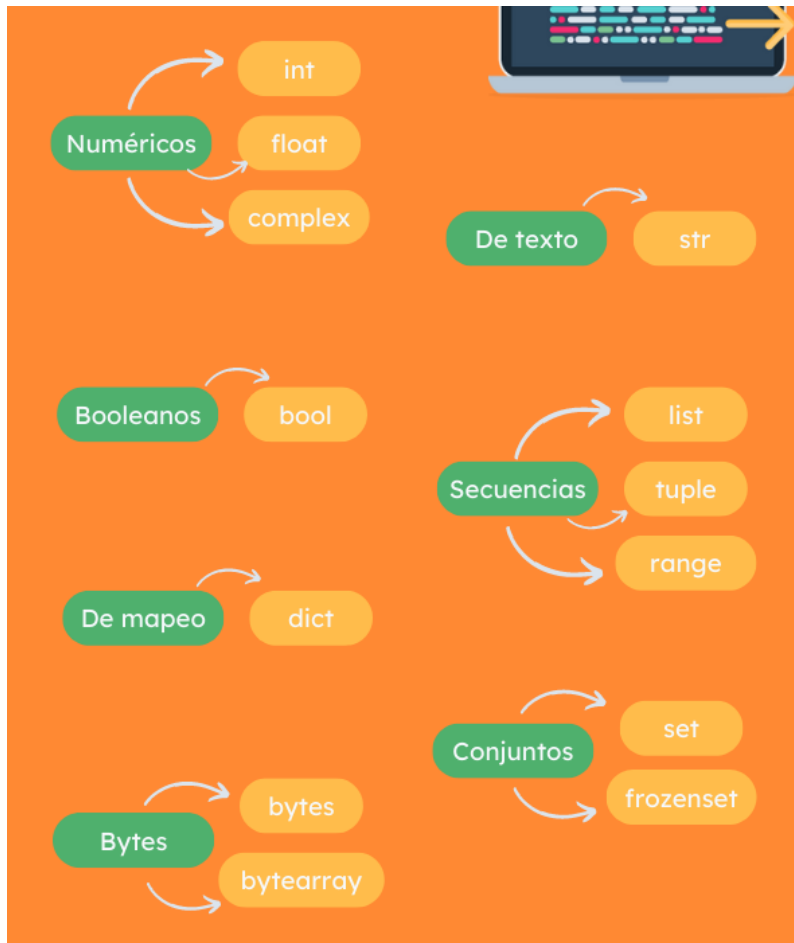 Numéricos
int
float
complex
De texto
str
Booleanos
bool
Secuencias
list
tuple
range
De mapeo
dict
Conjuntos
set
frozenset
Bytes
bytes
bytearray